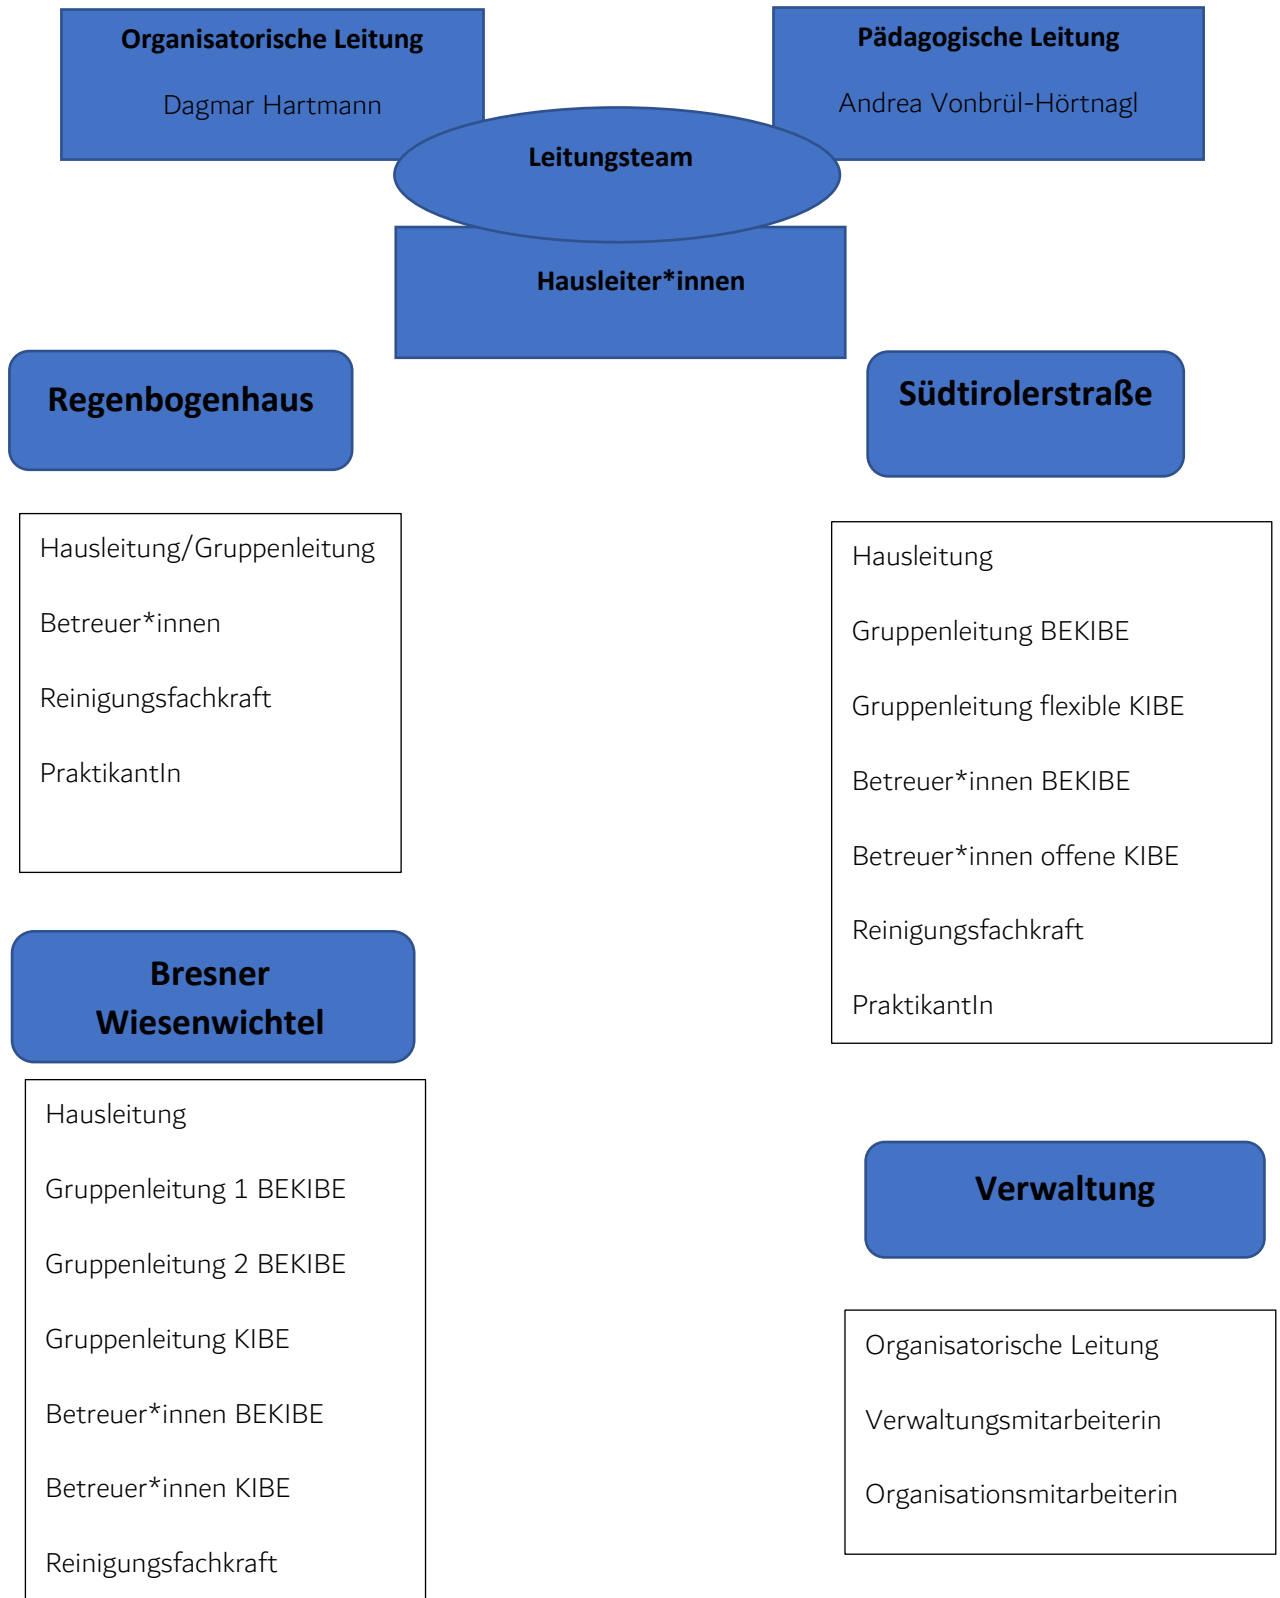 Organisatorische Leitung
Dagmar Hartmann
Pädagogische Leitung
Andrea Vonbrül-Hörtnagl
Leitungsteam
Hausleiter*innen
Regenbogenhaus
Hausleitung/Gruppenleitung
Betreuer*innen
Reinigungsfachkraft
PraktikantIn
Südtirolerstraße
Hausleitung
Gruppenleitung BEKIBE
Gruppenleitung flexible KIBE
Betreuer*innen BEKIBE
Betreuer*innen offene KIBE
Reinigungsfachkraft
PraktikantIn
Bresner
Wiesenwichtel
Hausleitung
Gruppenleitung 1 BEKIBE
Gruppenleitung 2 BEKIBE
Gruppenleitung KIBE
Betreuer*innen BEKIBE
Betreuer*innen KIBE
Reinigungsfachkraft
Verwaltung
Organisatorische Leitung
Verwaltungsmitarbeiterin
Organisationsmitarbeiterin